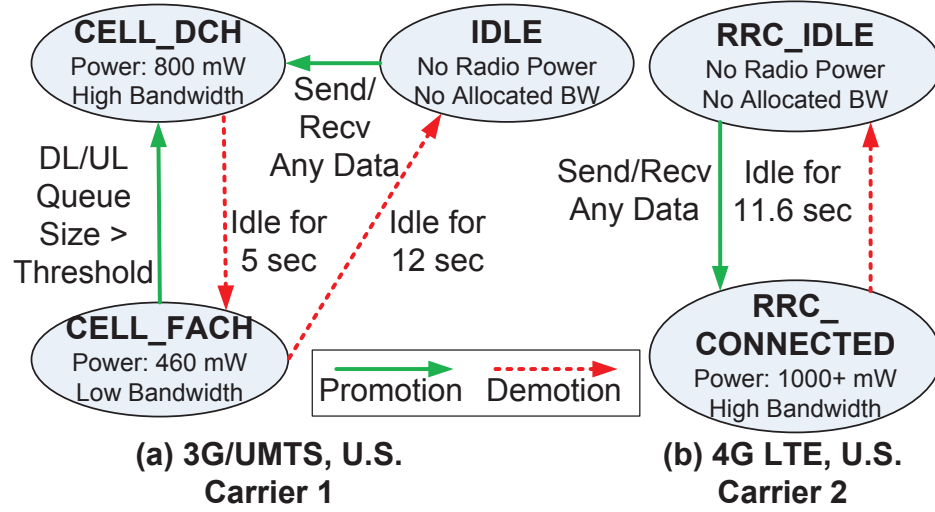 CELL_DCH
Power: 800 mW
High Bandwidth
IDLE
No Radio Power
No Allocated BW
Send/
Recv
Any Data
DL/UL
Queue
Size >
Threshold
Idle for
5 sec
Idle for
12 sec
CELL_FACH
Power: 460 mW
Low Bandwidth
RRC_IDLE
No Radio Power
No Allocated BW
Send/Recv
Any Data
Idle for
11.6 sec
RRC_
CONNECTED
Power: 1000+ mW
High Bandwidth
Promotion
Demotion
(a) 3G/UMTS, U.S.
Carrier 1
(b) 4G LTE, U.S.
Carrier 2